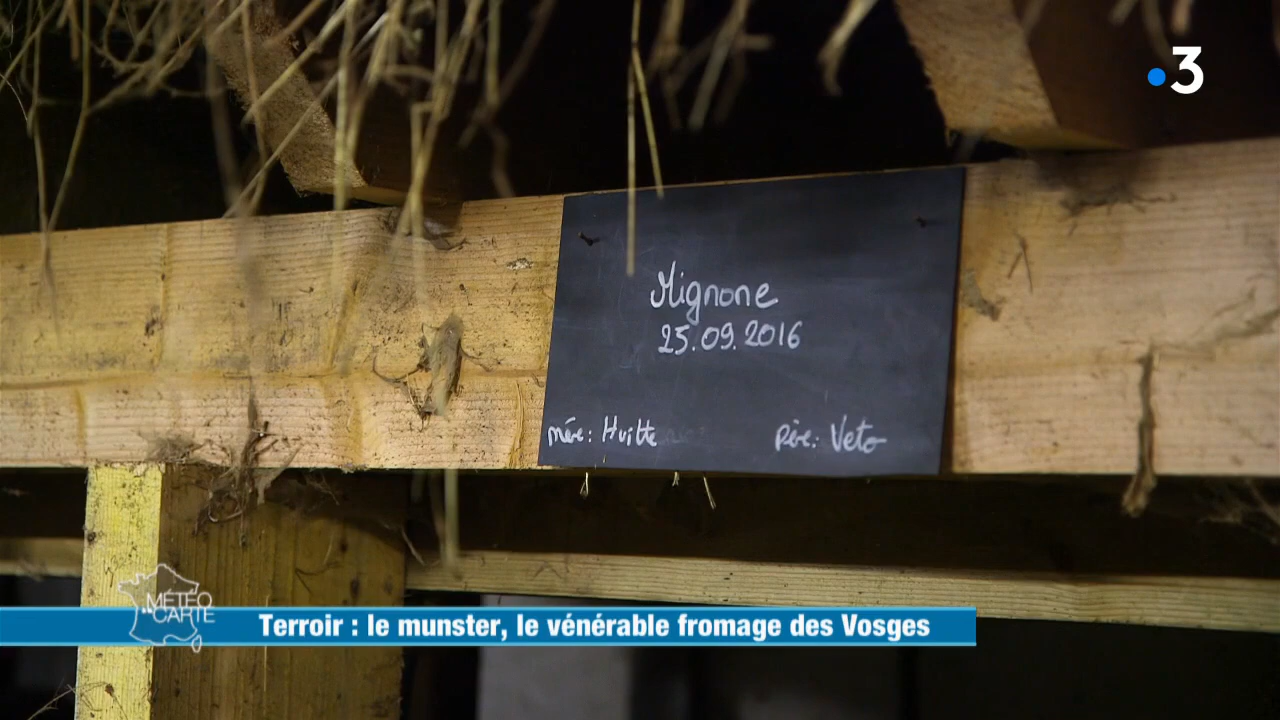 3
Mignone
25.09.2016
mère: Huitte
père: Veto
MÉTÉO
À LA CARTE
Terroir : le munster, le vénérable fromage des Vosges